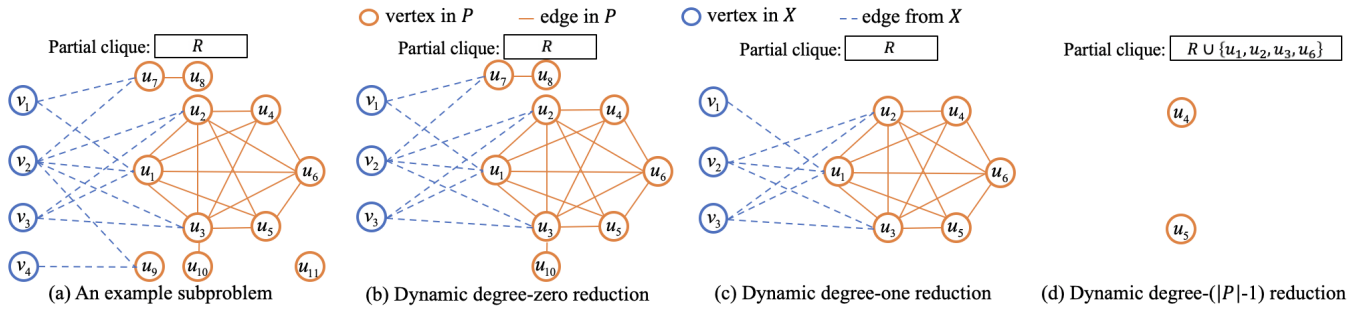 vertex in P edge in P vertex in X edge from X
Partial clique: R
v₁
v₂
v₃
v₄
u₇ u₈
u₂ u₄
u₁ u₆
u₃ u₅
u₉ u₁₀ u₁₁
(a) An example subproblem
Partial clique: R
v₁
v₂
v₃
u₇ u₈
u₂ u₄
u₁ u₆
u₃ u₅
u₁₀
(b) Dynamic degree-zero reduction
Partial clique: R
v₁
v₂
v₃
u₂ u₄
u₁ u₆
u₃ u₅
(c) Dynamic degree-one reduction
Partial clique: R ∪ {u₁, u₂, u₃, u₆}
u₄
u₅
(d) Dynamic degree-(|P|-1) reduction